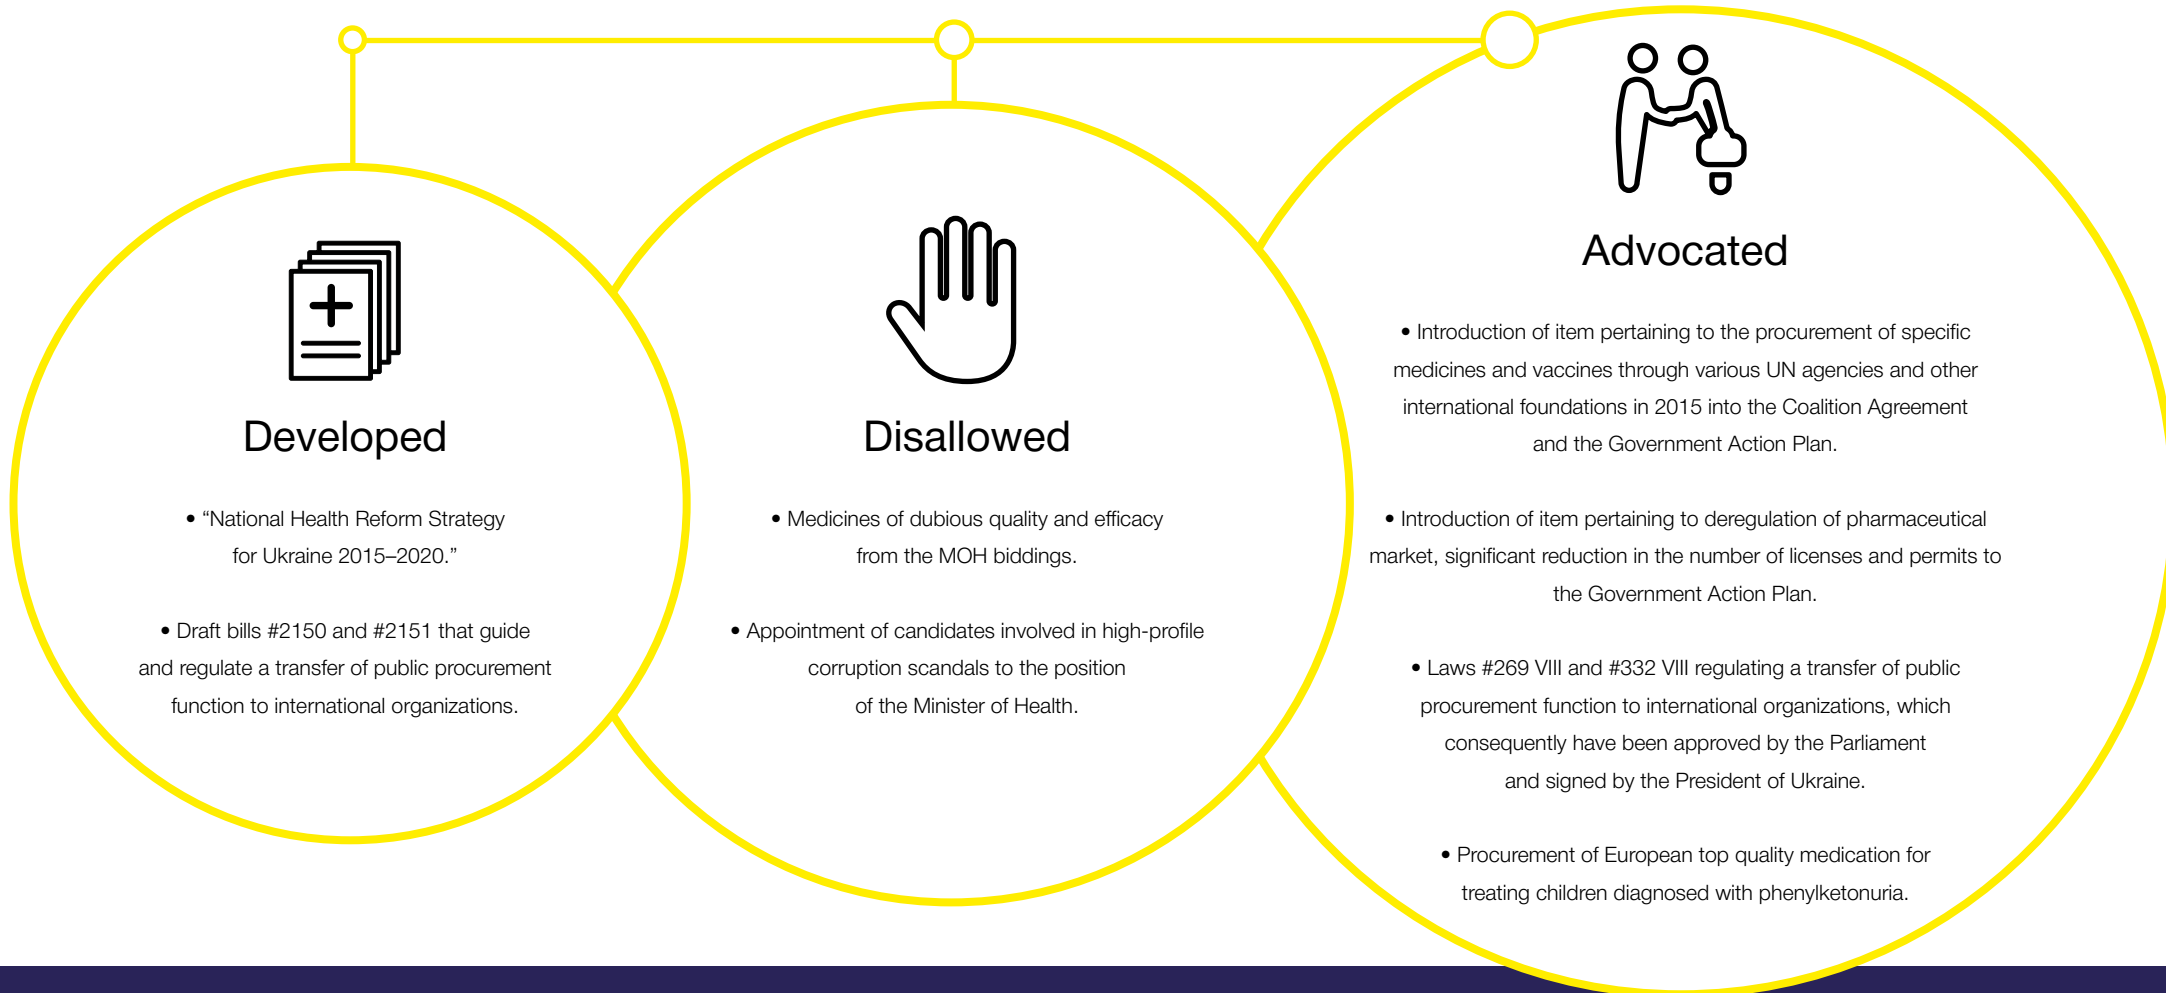 Developed
• “National Health Reform Strategy
for Ukraine 2015–2020.”
• Draft bills #2150 and #2151 that guide
and regulate a transfer of public procurement
function to international organizations.
Disallowed
• Medicines of dubious quality and efficacy
from the MOH biddings.
• Appointment of candidates involved in high-profile
corruption scandals to the position
of the Minister of Health.
Advocated
• Introduction of item pertaining to the procurement of specific
medicines and vaccines through various UN agencies and other
international foundations in 2015 into the Coalition Agreement
and the Government Action Plan.
• Introduction of item pertaining to deregulation of pharmaceutical
market, significant reduction in the number of licenses and permits to
the Government Action Plan.
• Laws #269 VIII and #332 VIII regulating a transfer of public
procurement function to international organizations, which
consequently have been approved by the Parliament
and signed by the President of Ukraine.
• Procurement of European top quality medication for
treating children diagnosed with phenylketonuria.